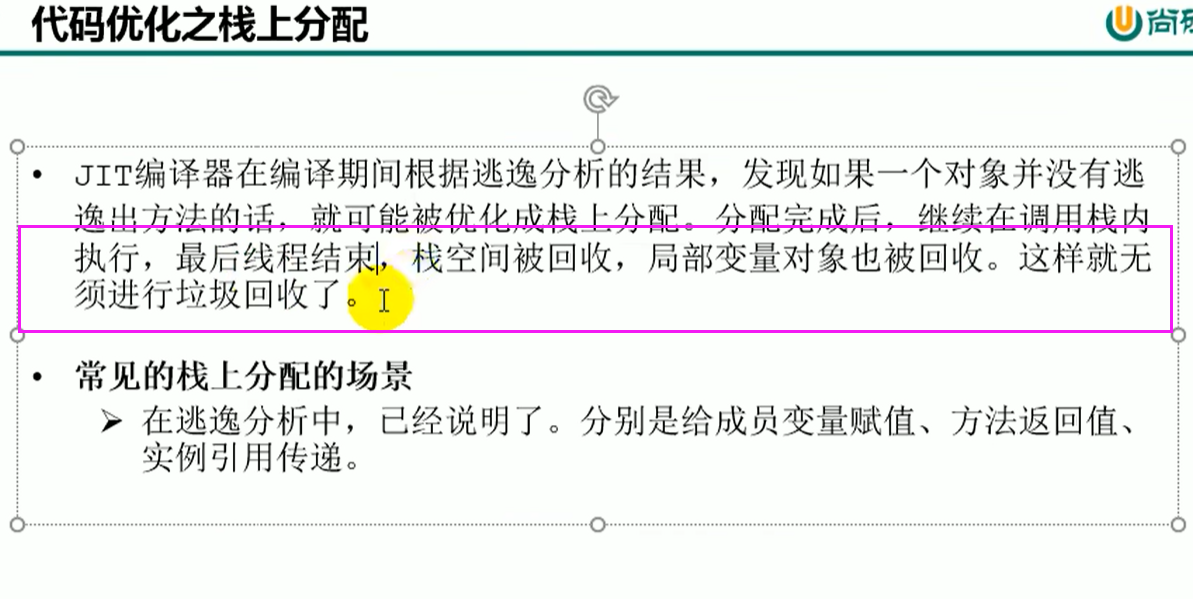 代码优化之栈上分配
尚硅
• JIT编译器在编译期间根据逃逸分析的结果，发现如果一个对象并没有逃
逸出方法的话，就可能被优化成栈上分配。分配完成后，继续在调用栈内
执行，最后线程结束，栈空间被回收，局部变量对象也被回收。这样就无
须进行垃圾回收了。
• 常见的栈上分配的场景
➢ 在逃逸分析中，已经说明了。分别是给成员变量赋值、方法返回值、
实例引用传递。